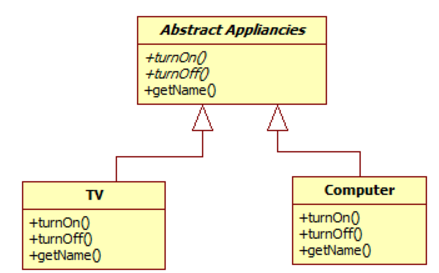 Abstract Appliancies
+turnOn()
+turnOff()
+getName()
TV
+turnOn()
+turnOff()
+getName()
Computer
+turnOn()
+turnOff()
+getName()